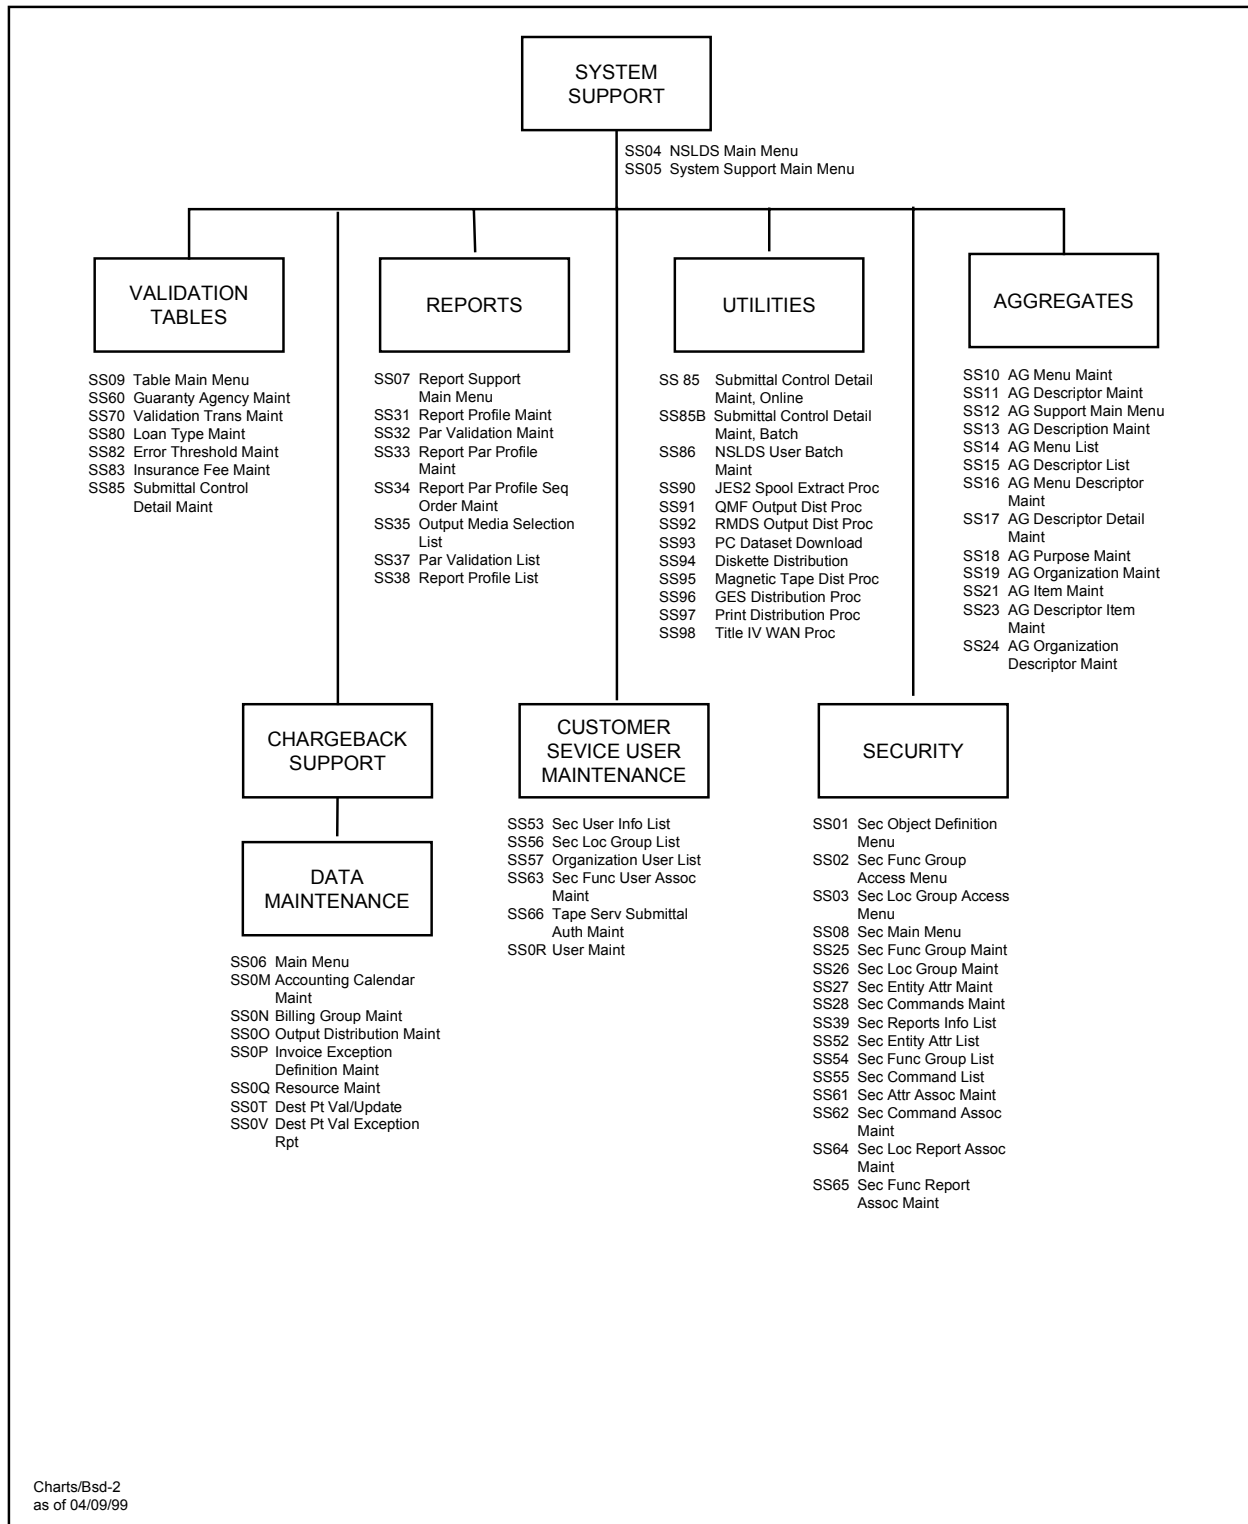 SYSTEM
SUPPORT
SS04 NSLDS Main Menu
SS05 System Support Main Menu
VALIDATION
TABLES
SS09 Table Main Menu
SS60 Guaranty Agency Maint
SS70 Validation Trans Maint
SS80 Loan Type Maint
SS82 Error Threshold Maint
SS83 Insurance Fee Maint
SS85 Submittal Control
Detail Maint
REPORTS
SS07 Report Support
Main Menu
SS31 Report Profile Maint
SS32 Par Validation Maint
SS33 Report Par Profile
Maint
SS34 Report Par Profile Seq
Order Maint
SS35 Output Media Selection
List
SS37 Par Validation List
SS38 Report Profile List
UTILITIES
SS 85 Submittal Control Detail
Maint, Online
SS85B Submittal Control Detail
Maint, Batch
SS86 NSLDS User Batch
Maint
SS90 JES2 Spool Extract Proc
SS91 QMF Output Dist Proc
SS92 RMDS Output Dist Proc
SS93 PC Dataset Download
SS94 Diskette Distribution
SS95 Magnetic Tape Dist Proc
SS96 GES Distribution Proc
SS97 Print Distribution Proc
SS98 Title IV WAN Proc
AGGREGATES
SS10 AG Menu Maint
SS11 AG Descriptor Maint
SS12 AG Support Main Menu
SS13 AG Description Maint
SS14 AG Menu List
SS15 AG Descriptor List
SS16 AG Menu Descriptor
Maint
SS17 AG Descriptor Detail
Maint
SS18 AG Purpose Maint
SS19 AG Organization Maint
SS21 AG Item Maint
SS23 AG Descriptor Item
Maint
SS24 AG Organization
Descriptor Maint
CHARGEBACK
SUPPORT
DATA
MAINTENANCE
SS06 Main Menu
SS0M Accounting Calendar
Maint
SS0N Billing Group Maint
SS0O Output Distribution Maint
SS0P Invoice Exception
Definition Maint
SS0Q Resource Maint
SS0T Dest Pt Val/Update
SS0V Dest Pt Val Exception
Rpt
CUSTOMER
SEVICE USER
MAINTENANCE
SS53 Sec User Info List
SS56 Sec Loc Group List
SS57 Organization User List
SS63 Sec Func User Assoc
Maint
SS66 Tape Serv Submittal
Auth Maint
SS0R User Maint
SECURITY
SS01 Sec Object Definition
Menu
SS02 Sec Func Group
Access Menu
SS03 Sec Loc Group Access
Menu
SS08 Sec Main Menu
SS25 Sec Func Group Maint
SS26 Sec Loc Group Maint
SS27 Sec Entity Attr Maint
SS28 Sec Commands Maint
SS39 Sec Reports Info List
SS52 Sec Entity Attr List
SS54 Sec Func Group List
SS55 Sec Command List
SS61 Sec Attr Assoc Maint
SS62 Sec Command Assoc
Maint
SS64 Sec Loc Report Assoc
Maint
SS65 Sec Func Report
Assoc Maint
Charts/Bsd-2
as of 04/09/99